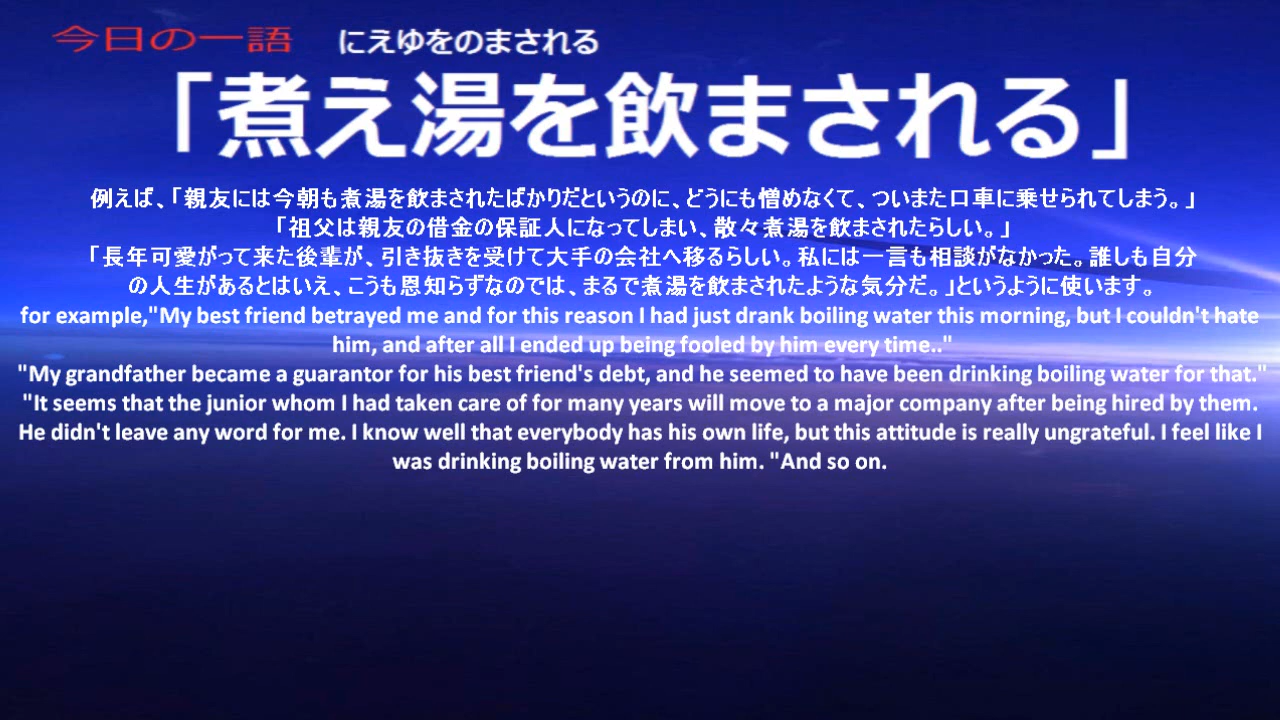 今日の一語 にえゆをのまされる
「煮え湯を飲まされる」
例えば、「親友には今朝も煮湯を飲まされたばかりだというのに、どうにも憎めなくて、ついまた口車に乗せられてしまう。」
「祖父は親友の借金の保証人になってしまい、散々煮湯を飲まされたらしい。」
「長年可愛がって来た後輩が、引き抜きを受けて大手の会社へ移るらしい。私には一言も相談がなかった。誰しも自分
の人生があるとはいえ、こうも恩知らずなのでは、まるで煮湯を飲まされたような気分だ。」というように使います。
for example,"My best friend betrayed me and for this reason I had just drank boiling water this morning, but I couldn't hate
him, and after all I ended up being fooled by him every time.."
"My grandfather became a guarantor for his best friend's debt, and he seemed to have been drinking boiling water for that."
"It seems that the junior whom I had taken care of for many years will move to a major company after being hired by them.
He didn't leave any word for me. I know well that everybody has his own life, but this attitude is really ungrateful. I feel like I
was drinking boiling water from him. "And so on.